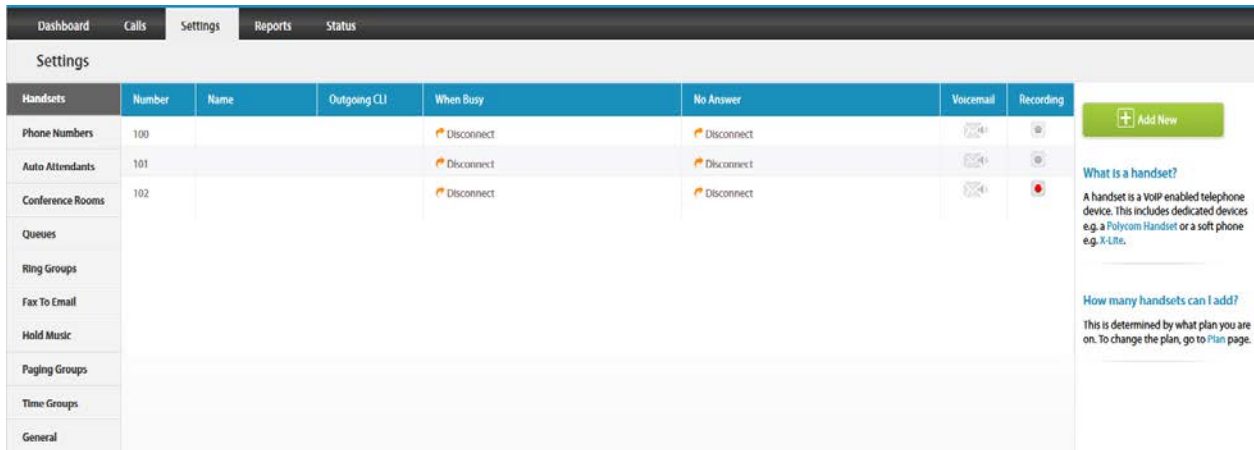 Dashboard Calls Settings Reports Status
Settings
Handsets Number Name Outgoing CLI When Busy No Answer Voicemail Recording
Phone Numbers 100 Disconnect Disconnect
Auto Attendants 101 Disconnect Disconnect
Conference Rooms 102 Disconnect Disconnect
Queues
Ring Groups
Fax To Email
Hold Music
Paging Groups
Time Groups
General
Add New
What is a handset?
A handset is a VoIP enabled telephone
device. This includes dedicated devices
e.g. a Polycom Handset or a soft phone
e.g. X-Lite.
How many handsets can I add?
This is determined by what plan you are
on. To change the plan, go to Plan page.